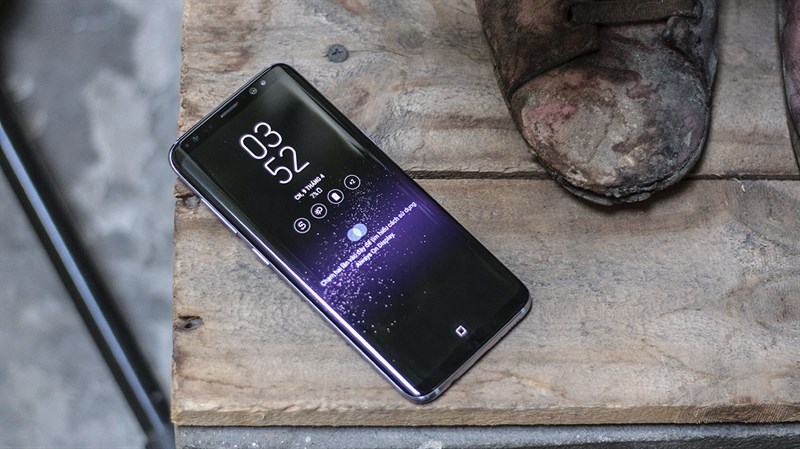 03
52
CN, 9 THÁNG 4
+2
Chạm hai lần vào đây để tìm hiểu cách sử dụng
Always On Display.